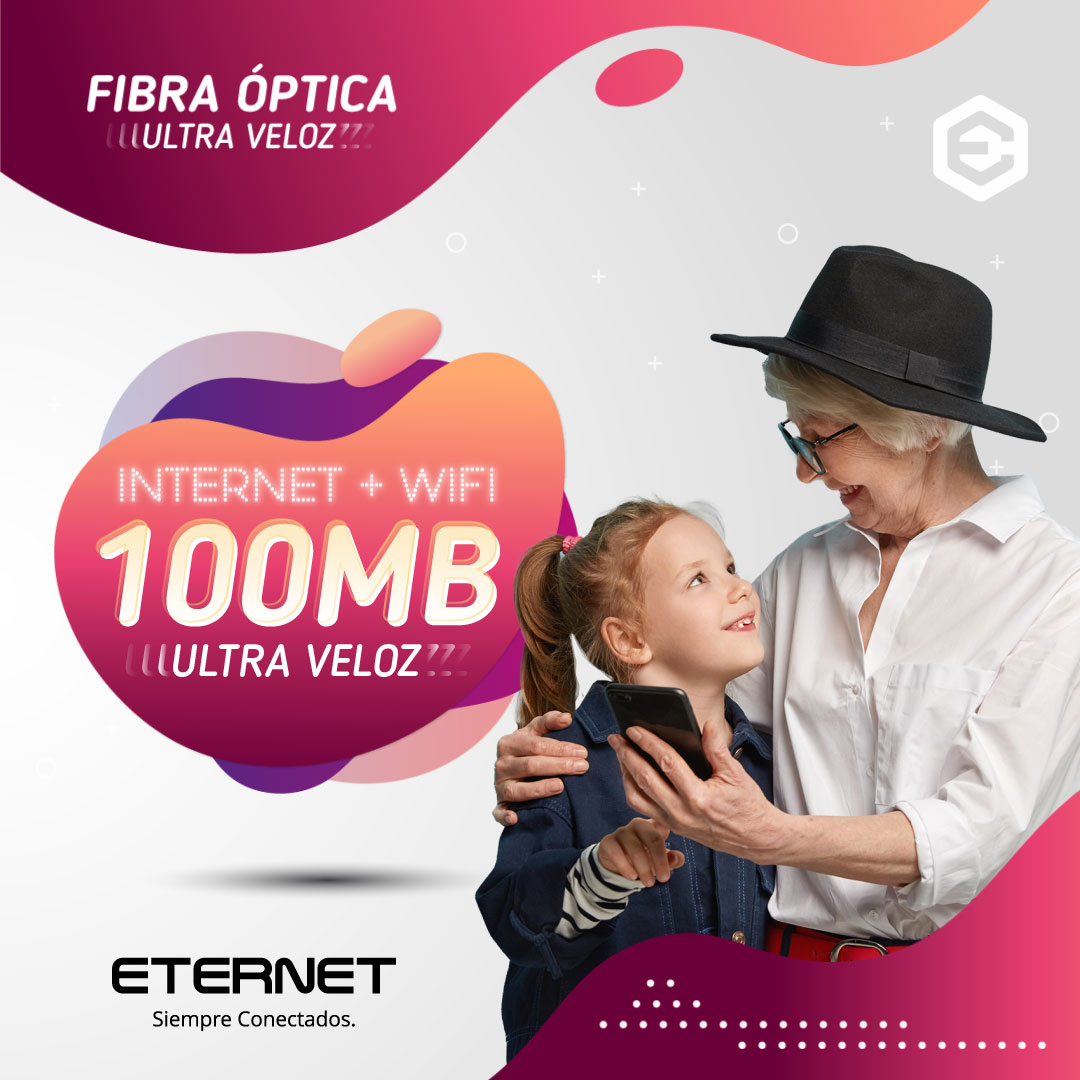 FIBRA ÓPTICA
ULTRA VELOZ
INTERNET + WIFI
100MB
ULTRA VELOZ
ETERNET
Siempre Conectados.